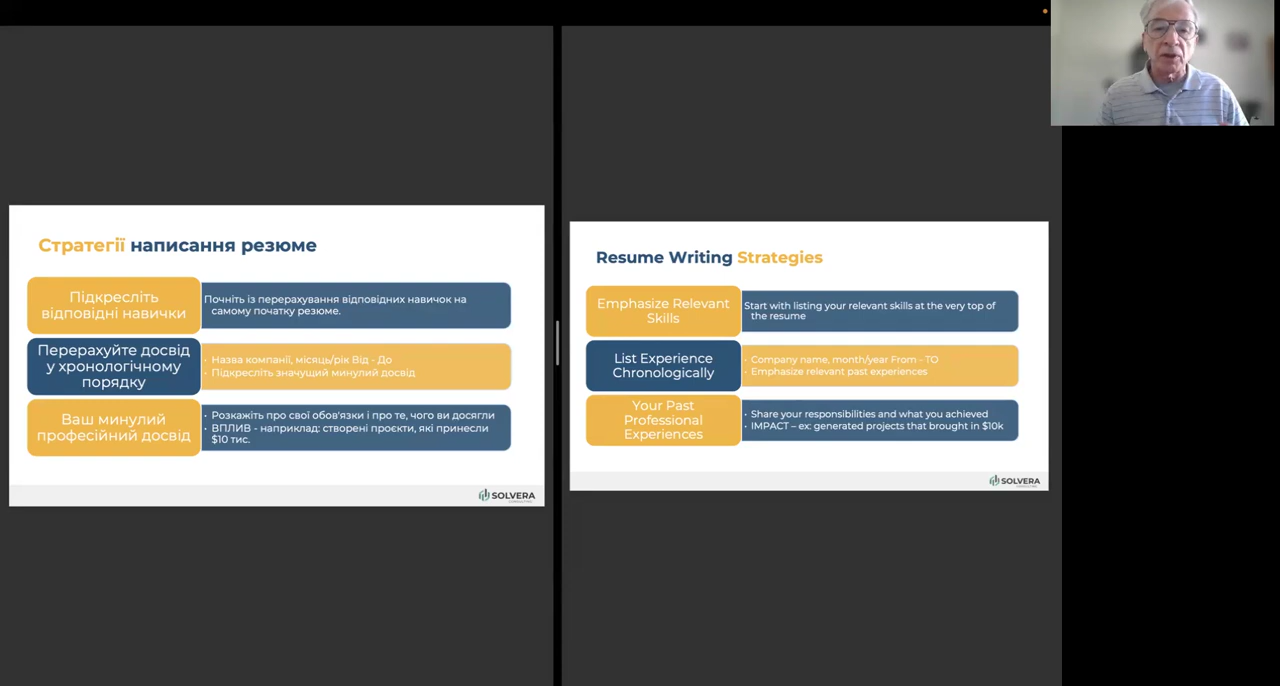 Стратегії написання резюме
Підкресліть
відповідні навички
Почніть із перерахування відповідних навичок на
самому початку резюме.
Перерахуйте досвід
у хронологічному
порядку
• Назва компанії, місяць/рік Від - До
• Підкресліть значущий минулий досвід
Ваш минулий
професійний досвід
• Розкажіть про свої обов'язки і про те, чого ви досягли
• ВПЛИВ - наприклад: створені проєкти, які принесли
$10 тис.
SOLVERA
Resume Writing Strategies
Emphasize Relevant
Skills
Start with listing your relevant skills at the very top of
the resume
List Experience
Chronologically
• Company name, month/year From - TO
• Emphasize relevant past experiences
Your Past
Professional
Experiences
• Share your responsibilities and what you achieved
• IMPACT – ex: generated projects that brought in $10k
SOLVERA